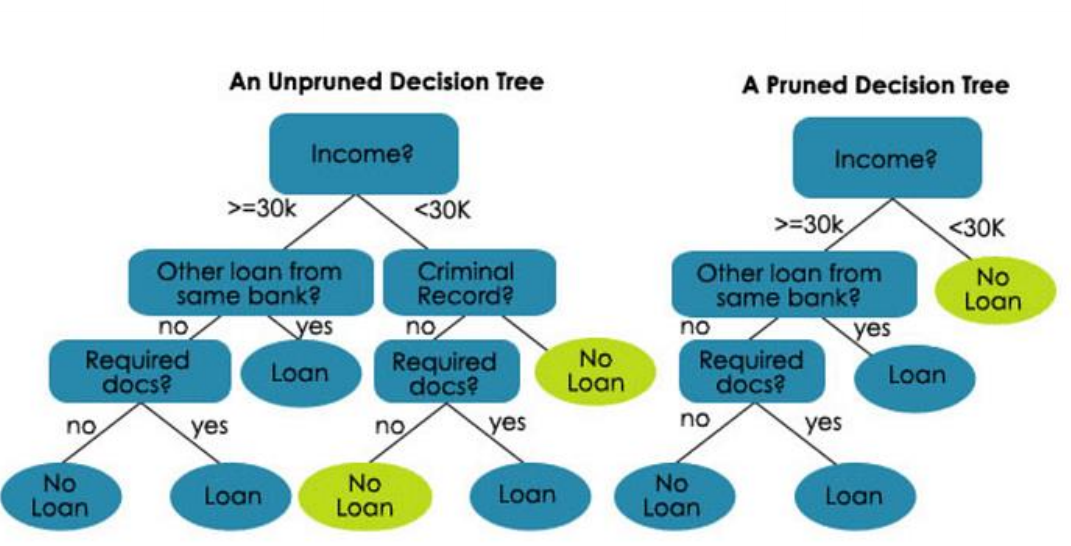 An Unpruned Decision Tree
Income?
>=30k
<30K
Other loan from
same bank?
Criminal
Record?
no
yes
no
Required
docs?
Loan
Required
docs?
No
Loan
no
yes
no
yes
No
Loan
Loan
No
Loan
Loan
A Pruned Decision Tree
Income?
>=30k
<30K
Other loan from
same bank?
No
Loan
no
yes
Required
docs?
Loan
no
yes
No
Loan
Loan